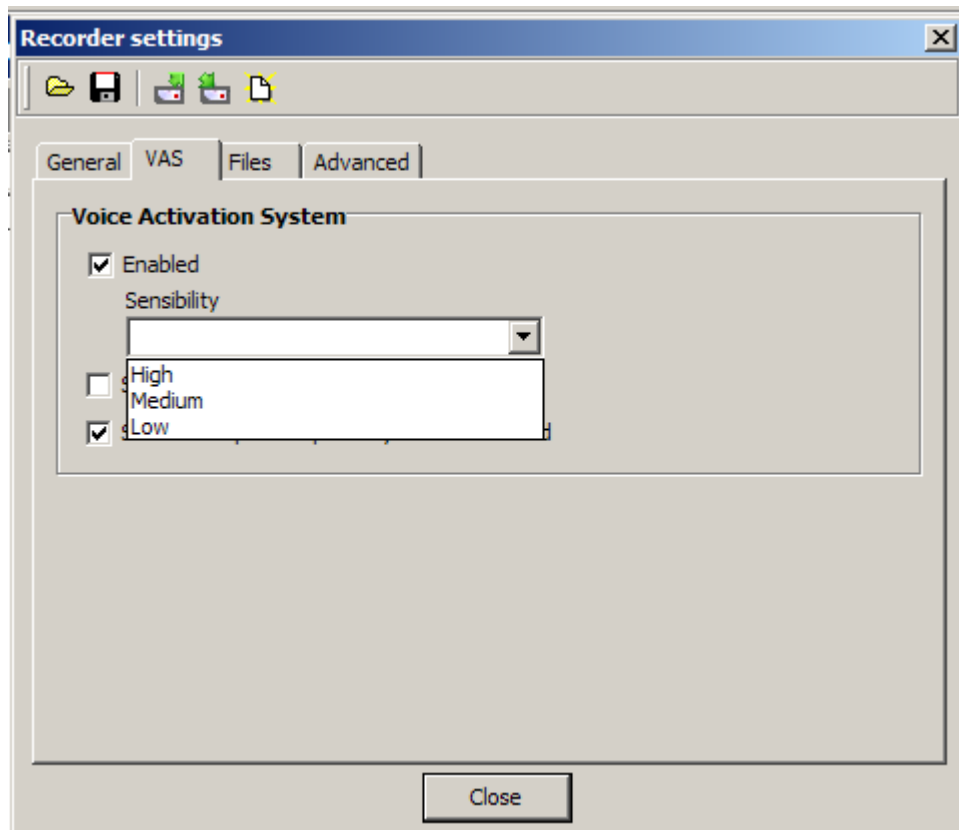 Recorder settings
General VAS Files Advanced
Voice Activation System
Enabled
Sensibility
High
Medium
Low
Close